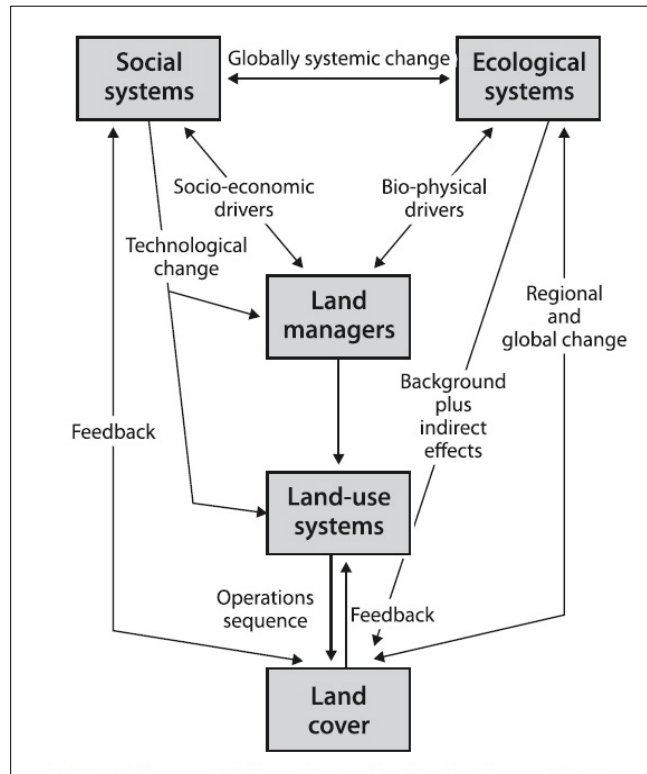 Social
systems
Globally systemic change
Ecological
systems
Socio-economic
drivers
Bio-physical
drivers
Technological
change
Land
managers
Regional
and
global change
Background
plus
indirect
effects
Feedback
Land-use
systems
Operations
sequence
Feedback
Land
cover